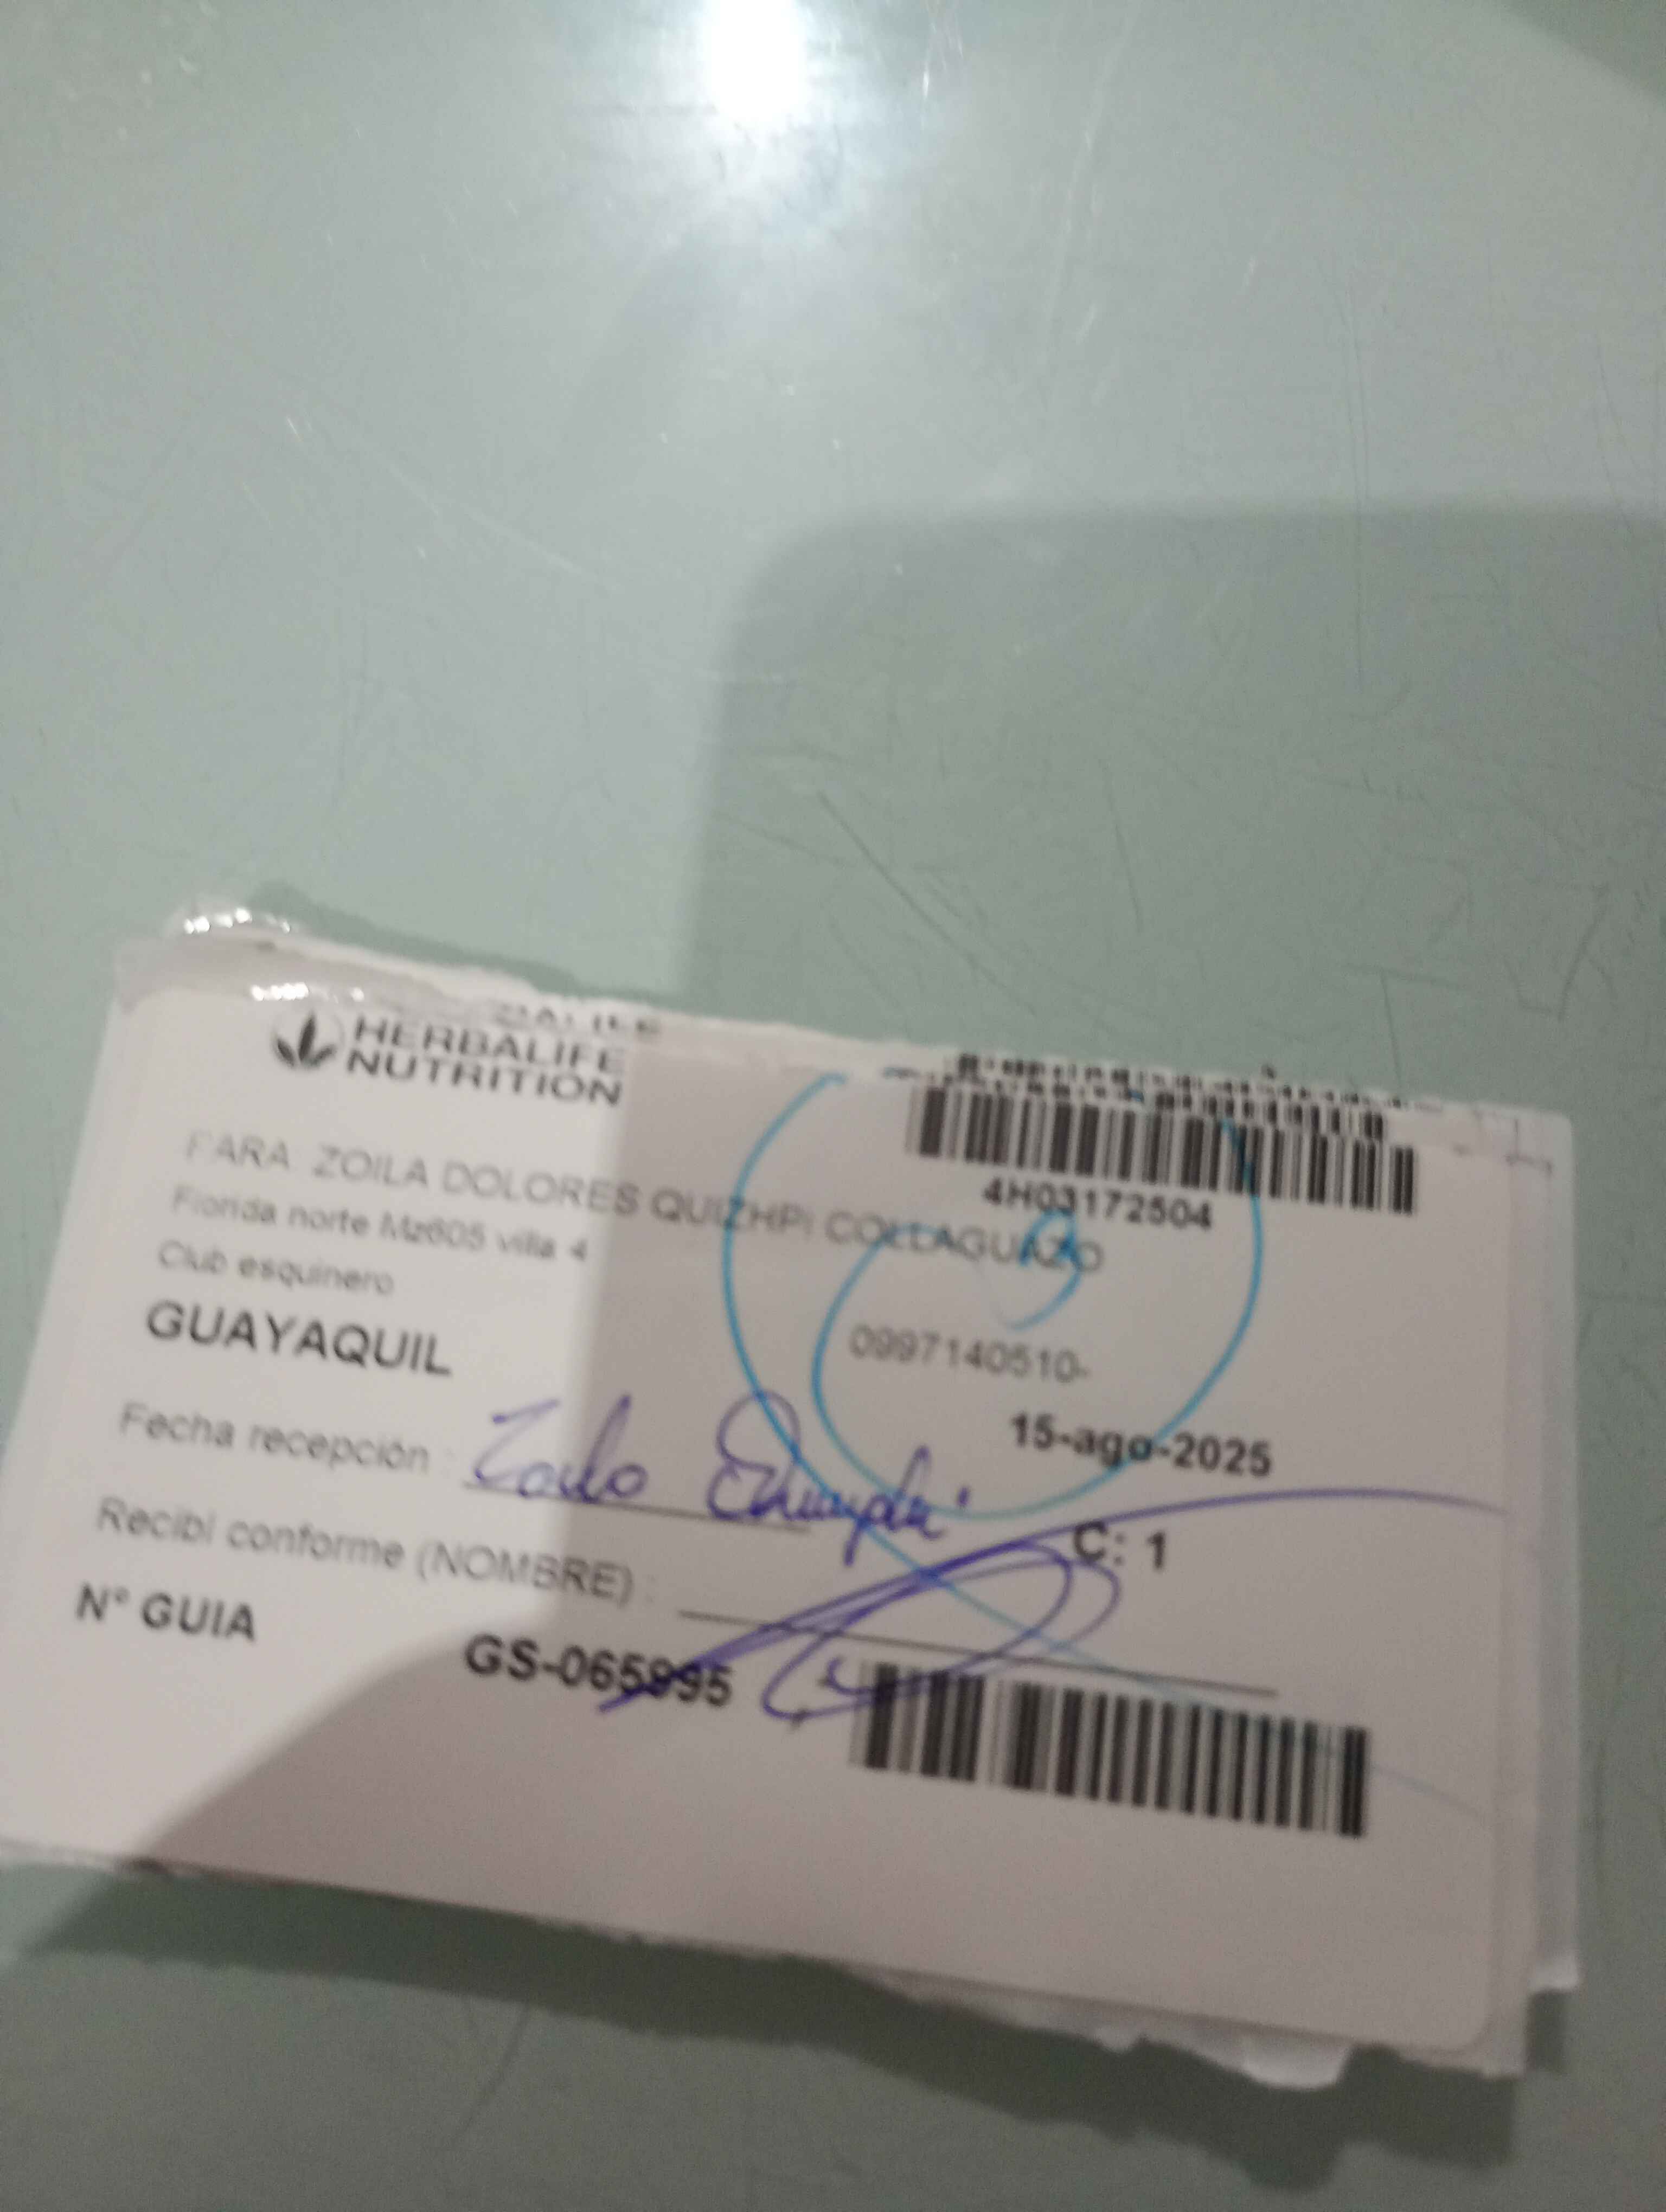 HERBALIFE
NUTRITION
4H03172504
PARA: ZOILA DOLORES QUIZHPI COLLAGUAZO
Florida norte Mz605 villa 4
Club esquinero
0997140510-
GUAYAQUIL
15-ago-2025
Fecha recepción :
C: 1
Recibí conforme (NOMBRE) :
N° GUIA
GS-065995